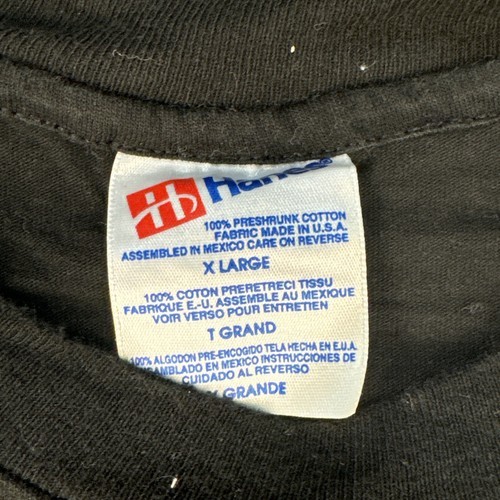 Hanes
100% PRESHRUNK COTTON
FABRIC MADE IN U.S.A.
ASSEMBLED IN MEXICO CARE ON REVERSE
X LARGE
100% COTON PRERETRECI TISSU
FABRIQUE E.-U. ASSEMBLE AU MEXIQUE
VOIR VERSO POUR ENTRETIEN
T GRAND
100% ALGODON PRE-ENCOGIDO TELA HECHA EN E.U.A.
ENSAMBLADO EN MEXICO INSTRUCCIONES DE
CUIDADO AL REVERSO
GRANDE